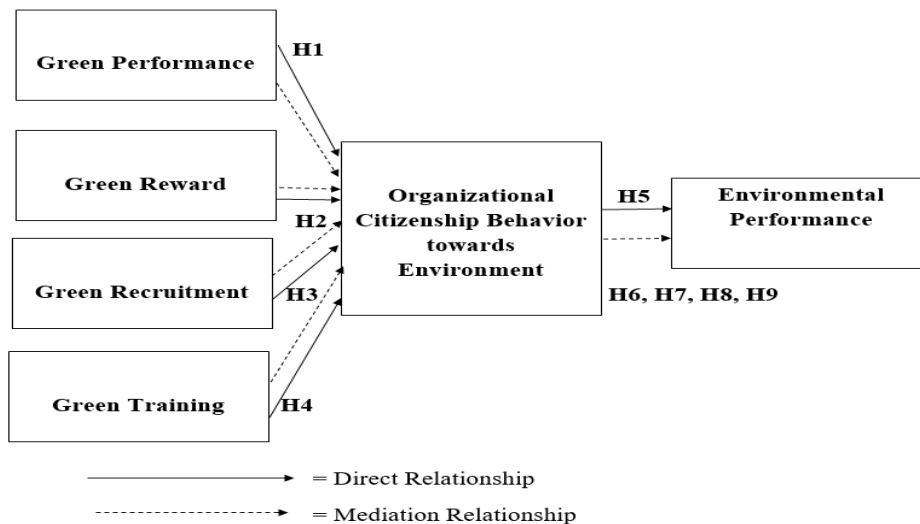 Green Performance
H1
Green Reward
H2
Green Recruitment
H3
Green Training
H4
Organizational
Citizenship Behavior
towards
Environment
H5
Environmental
Performance
H6, H7, H8, H9
= Direct Relationship
= Mediation Relationship